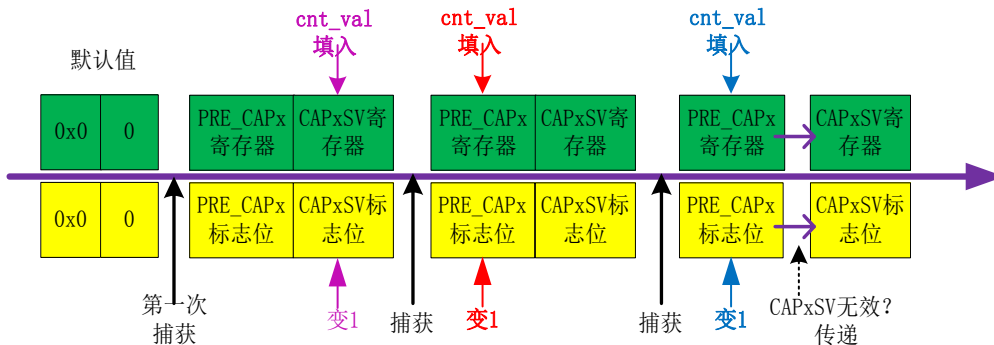 cnt_val
填入
cnt_val
填入
cnt_val
填入
默认值
0x0
0
PRE_CAPx
寄存器
CAPxSV寄
存器
PRE_CAPx
寄存器
CAPxSV寄
存器
PRE_CAPx
寄存器
CAPxSV寄
存器
0x0
0
PRE_CAPx
标志位
CAPxSV标
志位
PRE_CAPx
标志位
CAPxSV标
志位
PRE_CAPx
标志位
CAPxSV标
志位
第一次
捕获
变1
捕获
变1
捕获
变1
CAPxSV无效?
传递